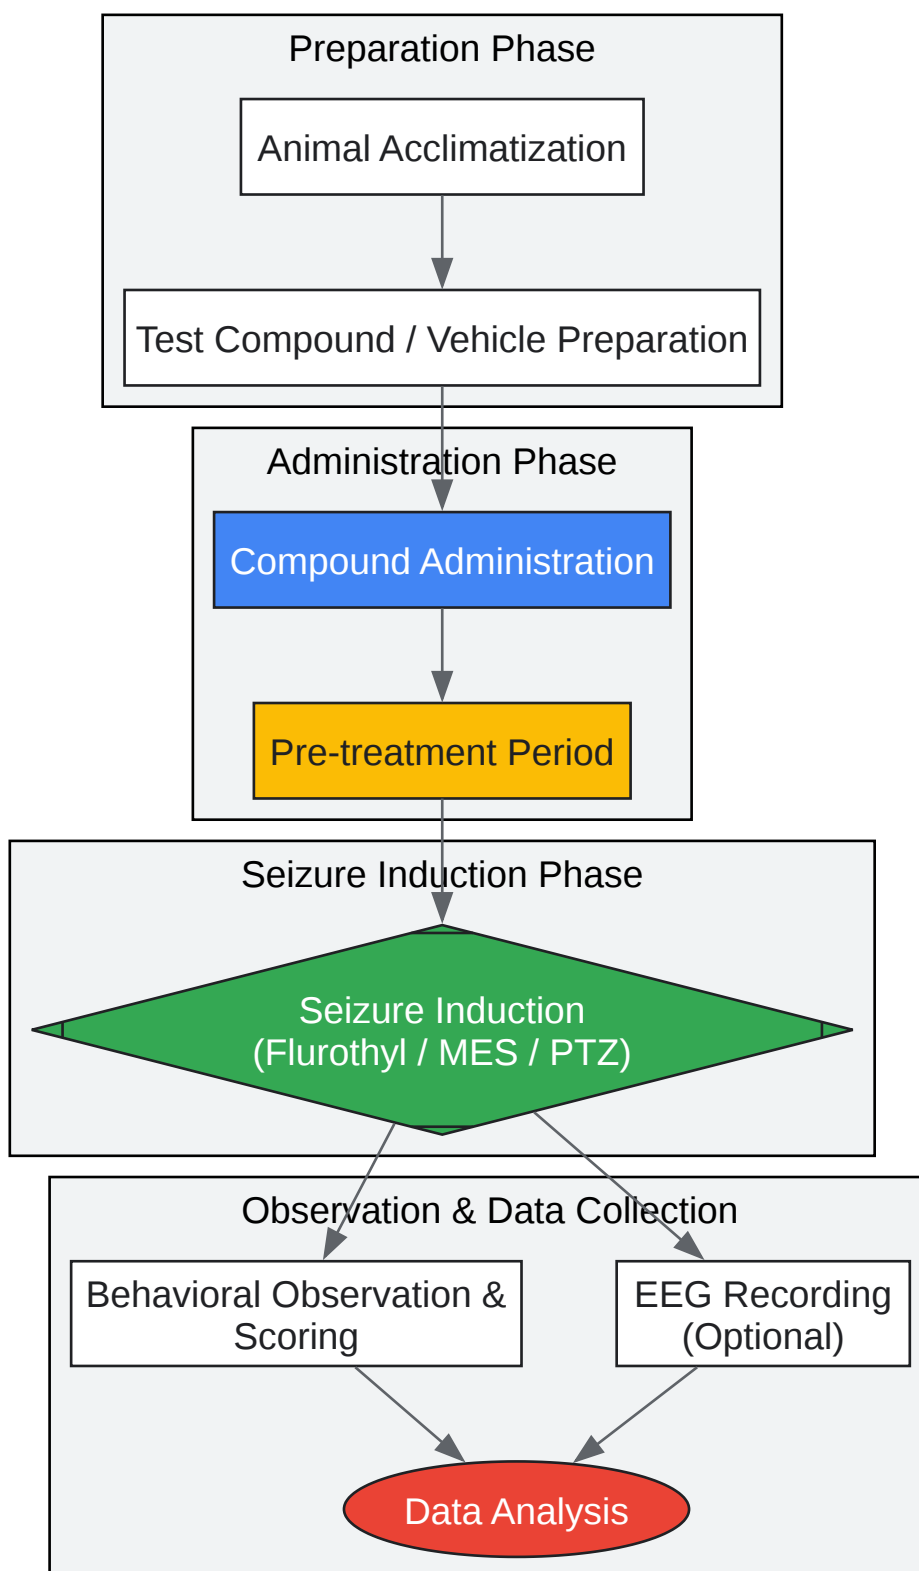 Preparation Phase
Animal Acclimatization
Test Compound / Vehicle Preparation
Administration Phase
Compound Administration
Pre-treatment Period
Seizure Induction Phase
Seizure Induction
(Flurothyl / MES / PTZ)
Observation & Data Collection
Behavioral Observation &
Scoring
EEG Recording
(Optional)
Data Analysis